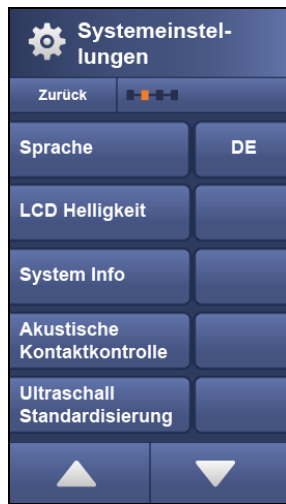 Systemeinstel-
lungen
Zurück
Sprache
DE
LCD Helligkeit
System Info
Akustische
Kontaktkontrolle
Ultraschall
Standardisierung